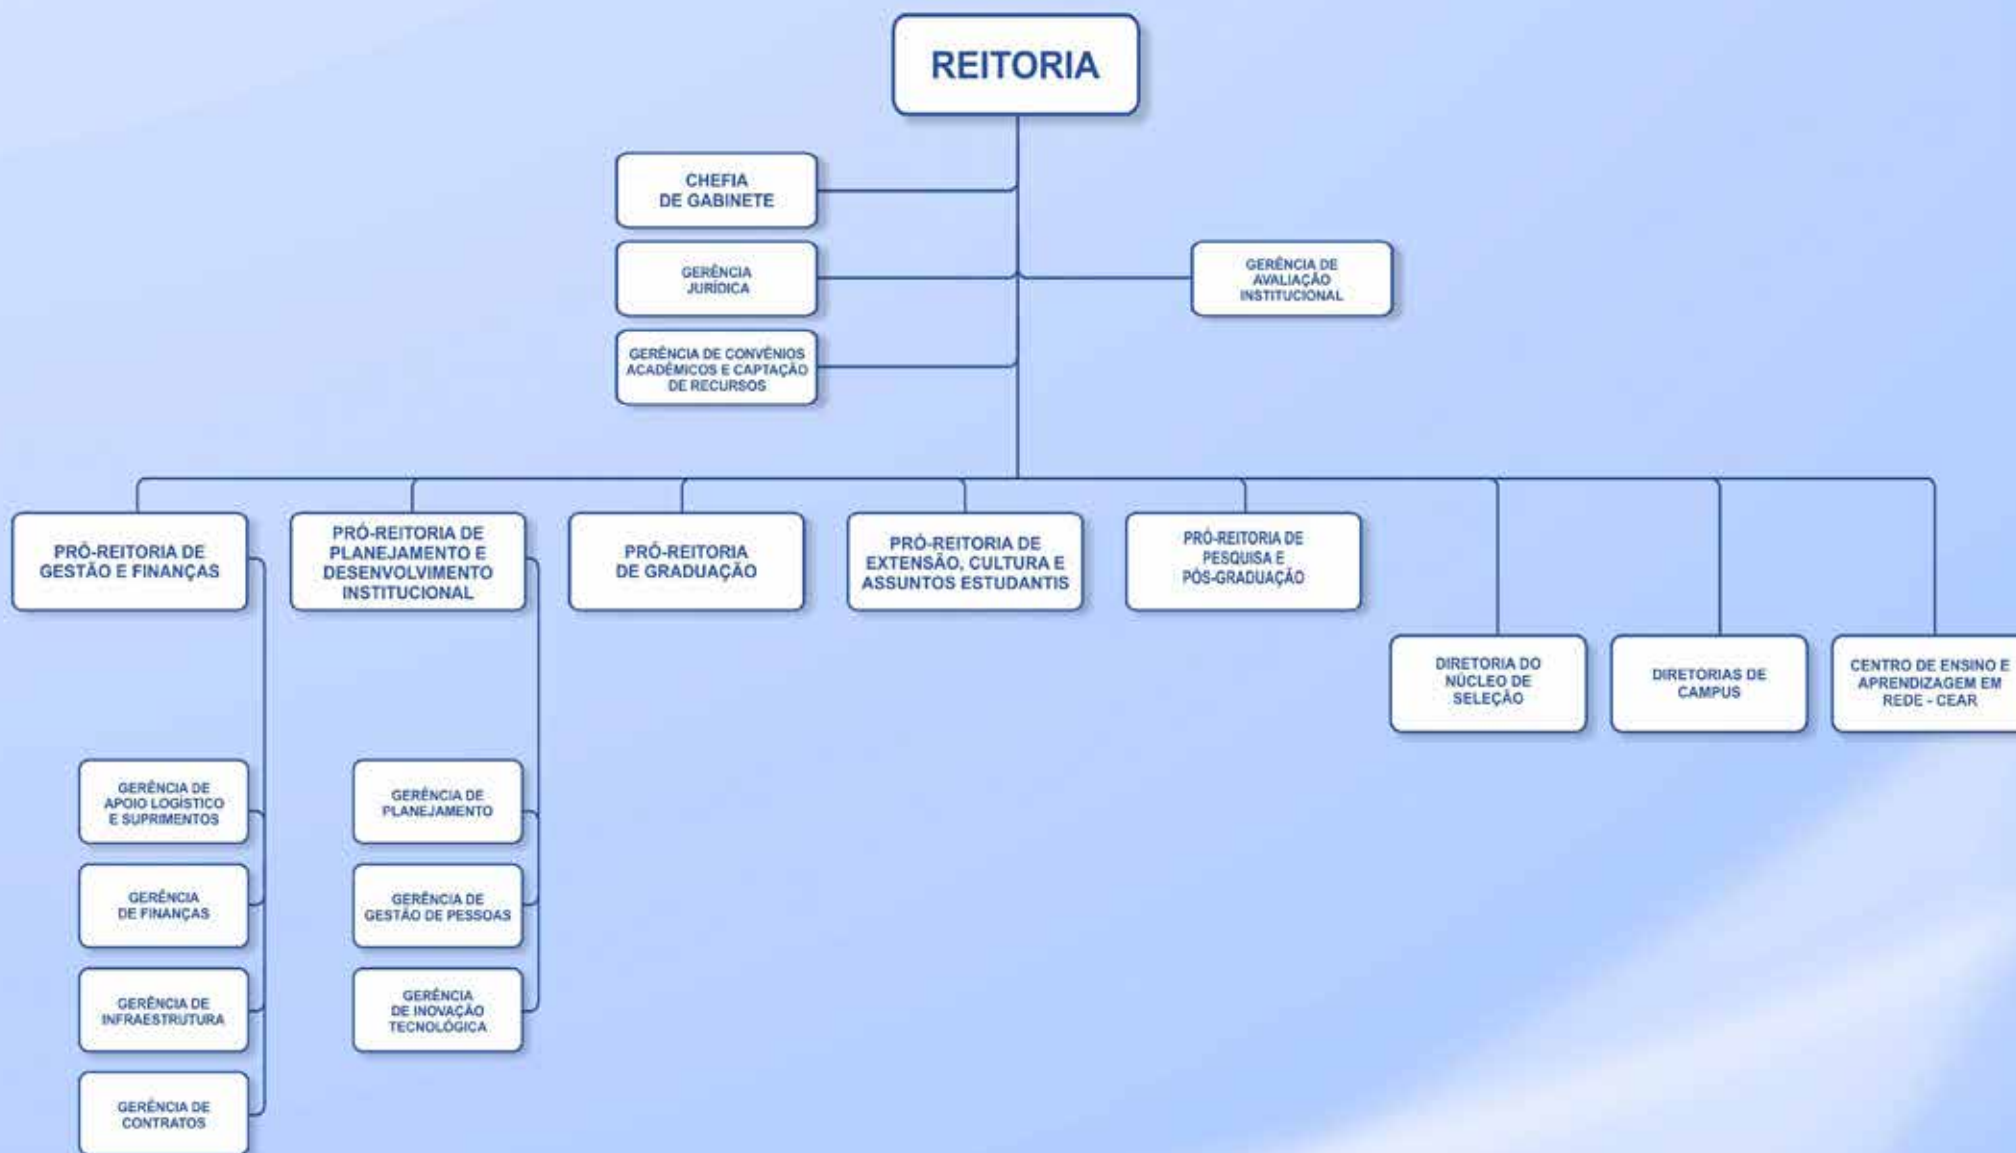 REITORIA
CHEFIA
DE GABINETE
GERÊNCIA
JURÍDICA
GERÊNCIA DE
AVALIAÇÃO
INSTITUCIONAL
GERÊNCIA DE CONVÊNIOS
ACADÊMICOS E CAPTAÇÃO
DE RECURSOS
PRÓ-REITORIA DE
GESTÃO E FINANÇAS
PRÓ-REITORIA DE
PLANEJAMENTO E
DESENVOLVIMENTO
INSTITUCIONAL
PRÓ-REITORIA
DE GRADUAÇÃO
PRÓ-REITORIA DE
EXTENSÃO, CULTURA E
ASSUNTOS ESTUDANTIS
PRÓ-REITORIA DE
PESQUISA E
PÓS-GRADUAÇÃO
DIRETORIA DO
NÚCLEO DE
SELEÇÃO
DIRETORIAS DE
CAMPUS
CENTRO DE ENSINO E
APRENDIZAGEM EM
REDE - CEAR
GERÊNCIA DE
APOIO LOGÍSTICO
E SUPRIMENTOS
GERÊNCIA DE
PLANEJAMENTO
GERÊNCIA
DE FINANÇAS
GERÊNCIA DE
GESTÃO DE PESSOAS
GERÊNCIA DE
INFRAESTRUTURA
GERÊNCIA
DE INOVAÇÃO
TECNOLÓGICA
GERÊNCIA DE
CONTRATOS